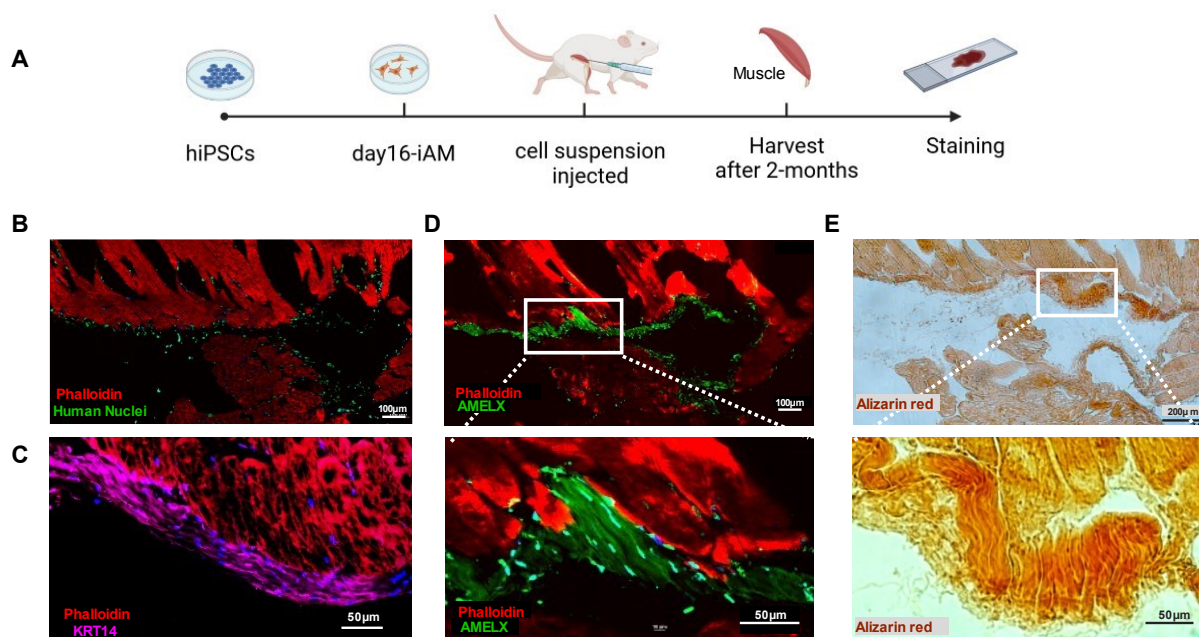 A
Muscle
hiPSCs
day16-iAM
cell suspension
injected
Harvest
after 2-months
Staining
B
Phalloidin
Human Nuclei
100µm
C
Phalloidin
KRT14
50µm
D
Phalloidin
AMELX
100µm
Phalloidin
AMELX
50µm
E
Alizarin red
200µ m
Alizarin red
50µm